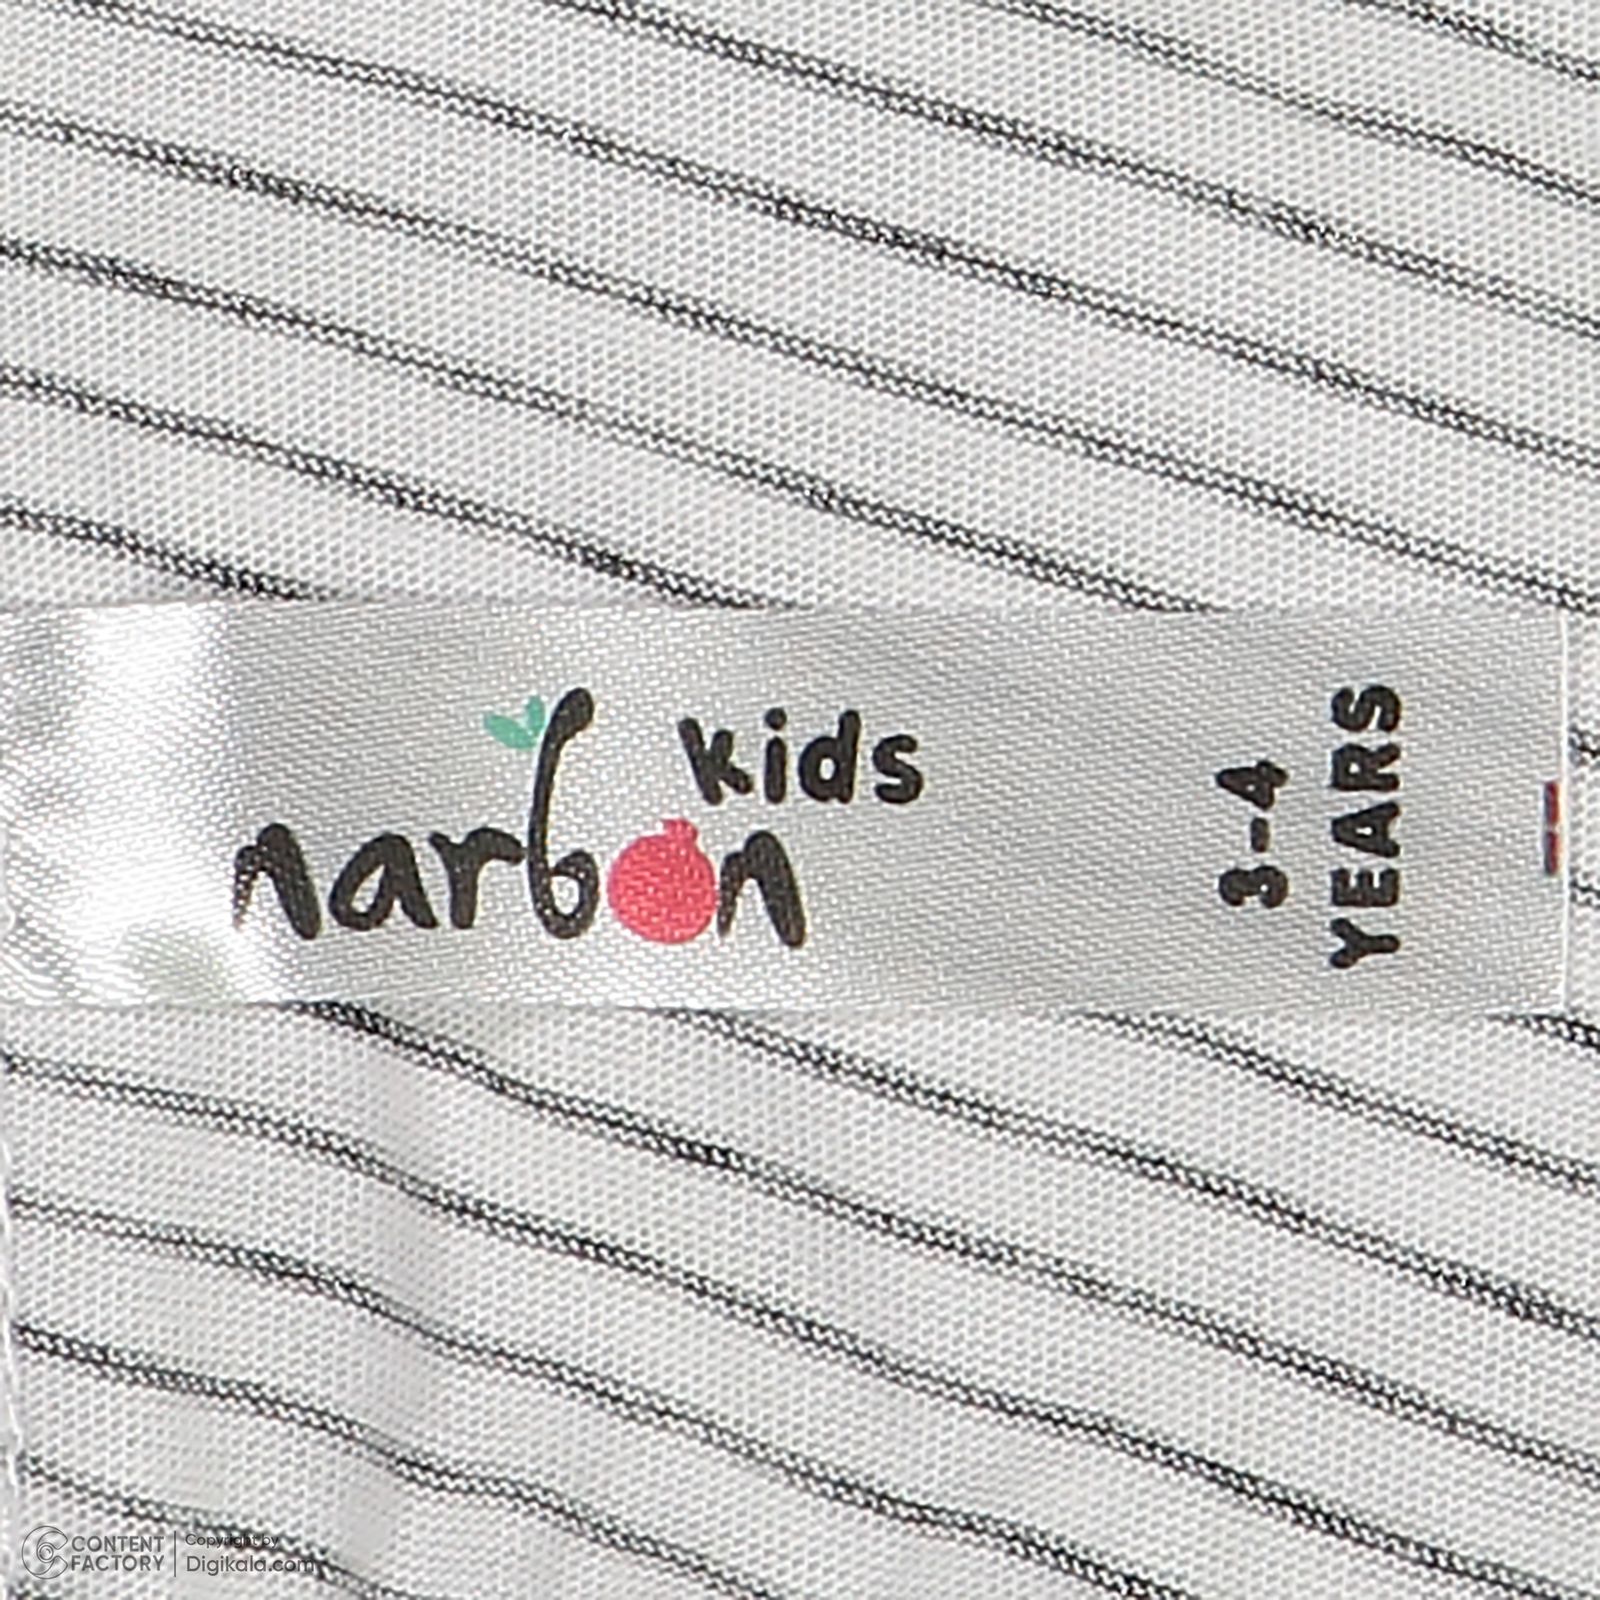 kids
narbon
3-4
YEARS
CONTENT
FACTORY
Copyright by
Digikala.com